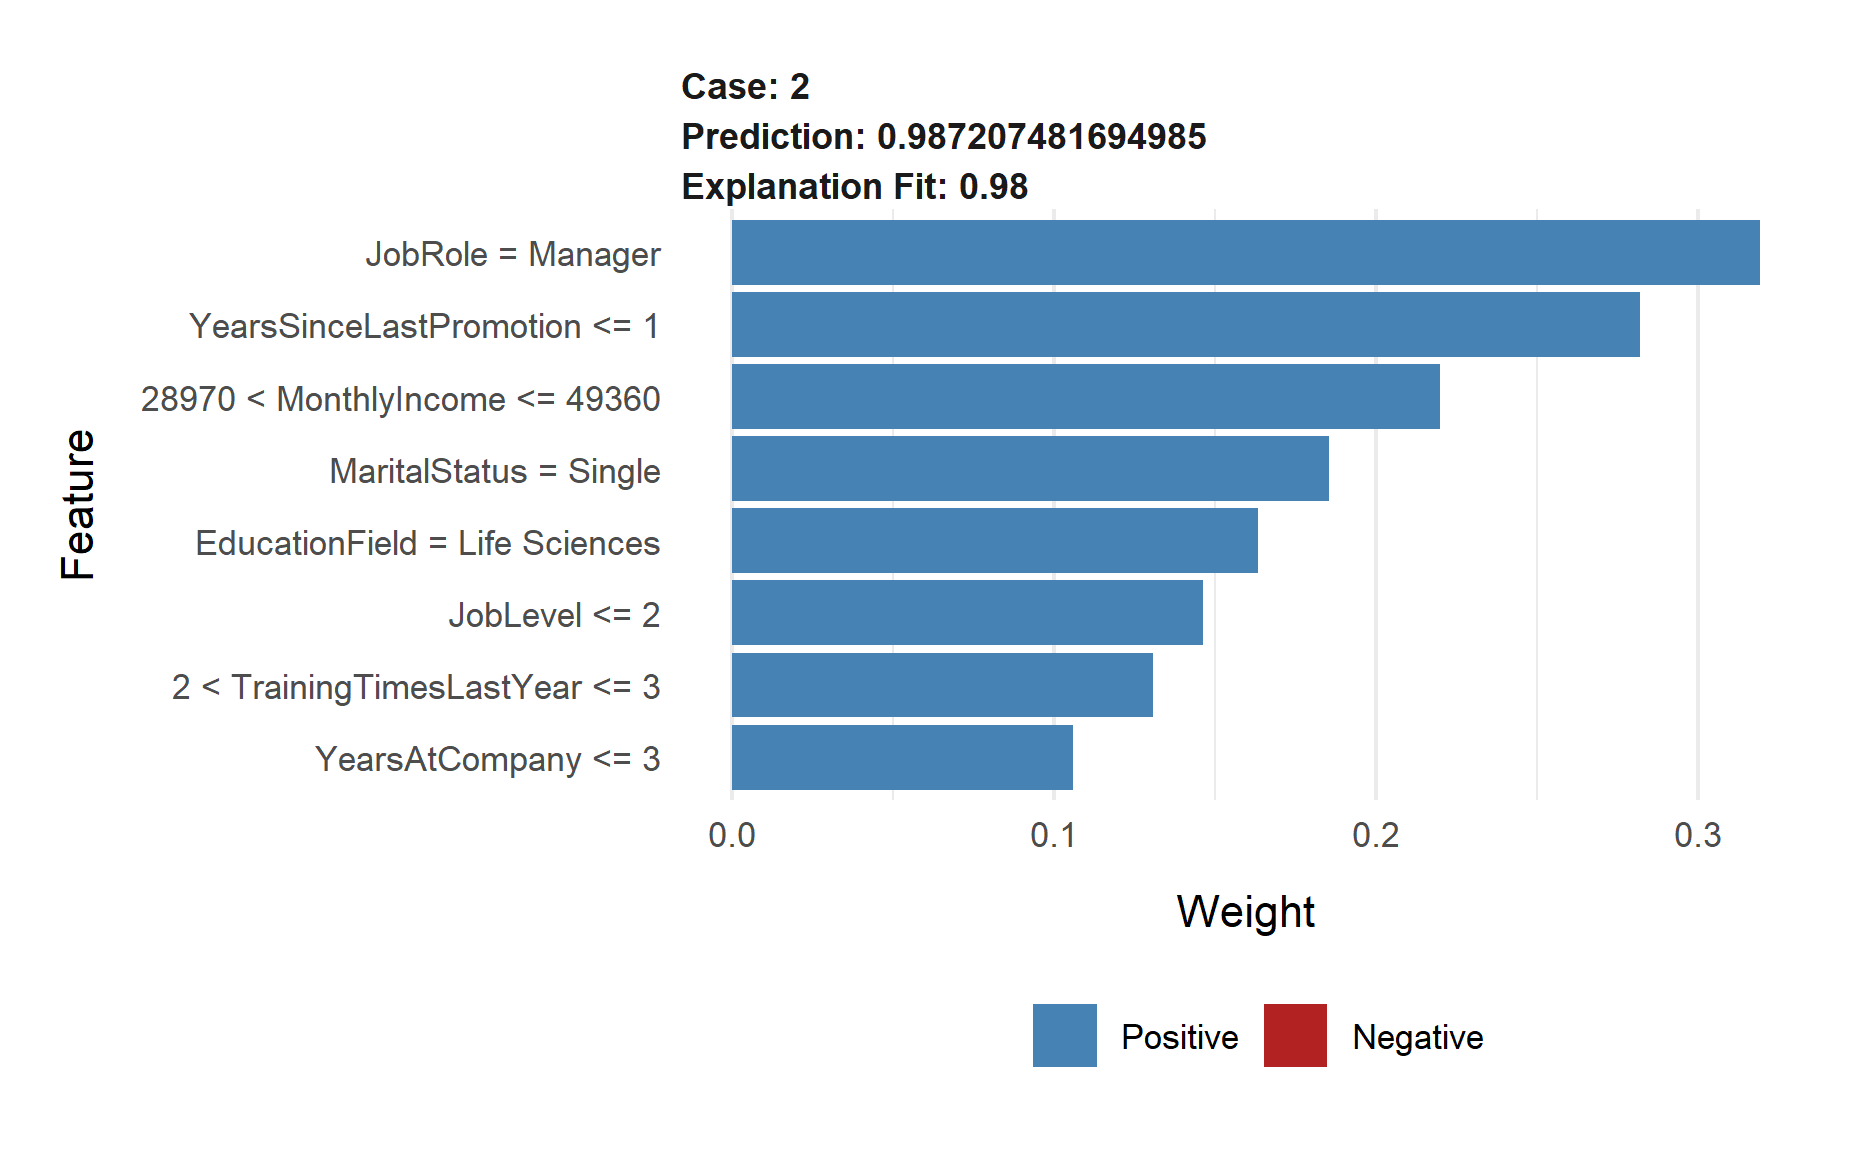 Case: 2
Prediction: 0.987207481694985
Explanation Fit: 0.98
JobRole = Manager
YearsSinceLastPromotion <= 1
28970 < MonthlyIncome <= 49360
MaritalStatus = Single
EducationField = Life Sciences
JobLevel <= 2
2 < TrainingTimesLastYear <= 3
YearsAtCompany <= 3
Feature
0.0 0.1 0.2 0.3
Weight
Positive Negative